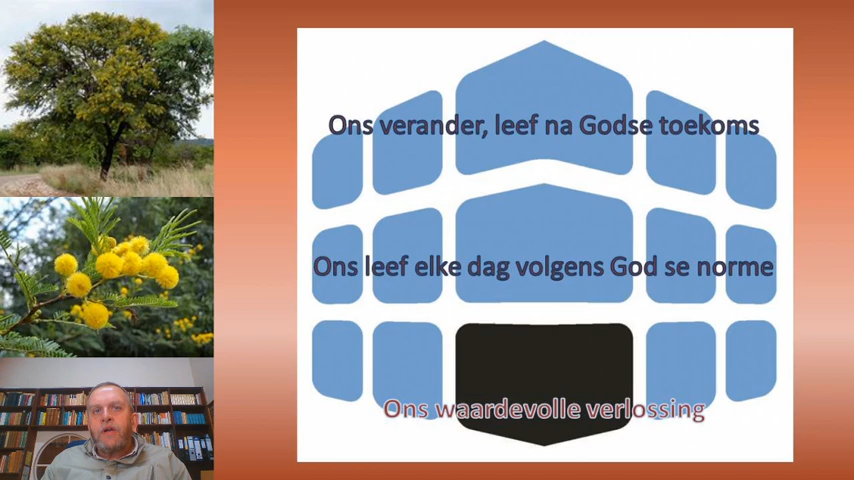 Ons verander, leef na Godse toekoms
Ons leef elke dag volgens God se norme
Ons waardevolle verlossing